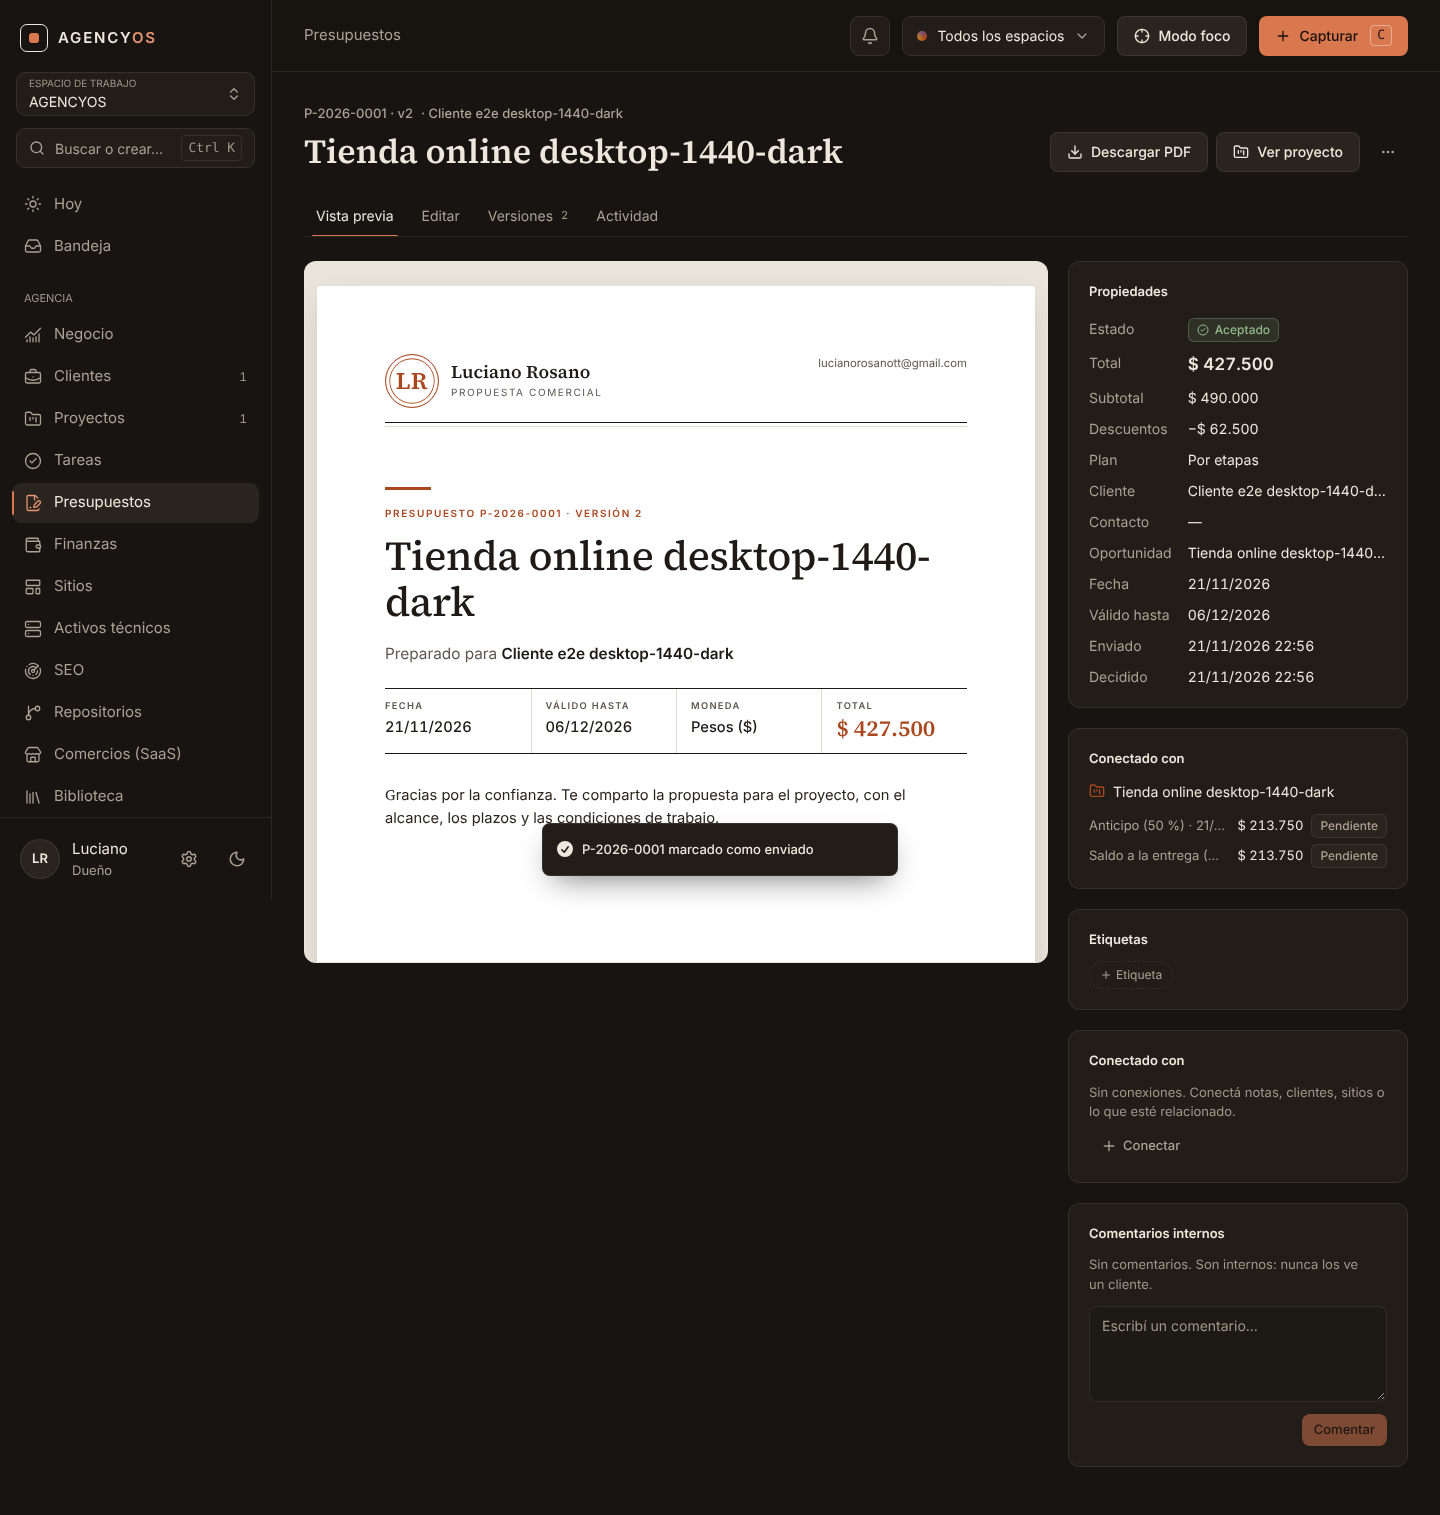 AGENCYOS
ESPACIO DE TRABAJO
AGENCYOS
Buscar o crear... Ctrl K
Hoy
Bandeja
AGENCIA
Negocio
Clientes 1
Proyectos 1
Tareas
Presupuestos
Finanzas
Sitios
Activos técnicos
SEO
Repositorios
Comercios (SaaS)
Biblioteca
LR
Luciano
Dueño
Presupuestos
Todos los espacios
Modo foco
Capturar C
P-2026-0001 · v2 · Cliente e2e desktop-1440-dark
Tienda online desktop-1440-dark
Descargar PDF
Ver proyecto
Vista previa
Editar
Versiones 2
Actividad
LR
Luciano Rosano
PROPUESTA COMERCIAL
lucianorosanott@gmail.com
PRESUPUESTO P-2026-0001 · VERSIÓN 2
Tienda online desktop-1440-
dark
Preparado para Cliente e2e desktop-1440-dark
FECHA
21/11/2026
VÁLIDO HASTA
06/12/2026
MONEDA
Pesos ($)
TOTAL
$ 427.500
Gracias por la confianza. Te comparto la propuesta para el proyecto, con el
alcance, los plazos y las condiciones de trabajo.
P-2026-0001 marcado como enviado
Propiedades
Estado Aceptado
Total $ 427.500
Subtotal $ 490.000
Descuentos −$ 62.500
Plan Por etapas
Cliente Cliente e2e desktop-1440-d...
Contacto —
Oportunidad Tienda online desktop-1440...
Fecha 21/11/2026
Válido hasta 06/12/2026
Enviado 21/11/2026 22:56
Decidido 21/11/2026 22:56
Conectado con
Tienda online desktop-1440-dark
Anticipo (50 %) · 21/... $ 213.750 Pendiente
Saldo a la entrega (... $ 213.750 Pendiente
Etiquetas
+ Etiqueta
Conectado con
Sin conexiones. Conectá notas, clientes, sitios o
lo que esté relacionado.
+ Conectar
Comentarios internos
Sin comentarios. Son internos: nunca los ve
un cliente.
Escribí un comentario...
Comentar